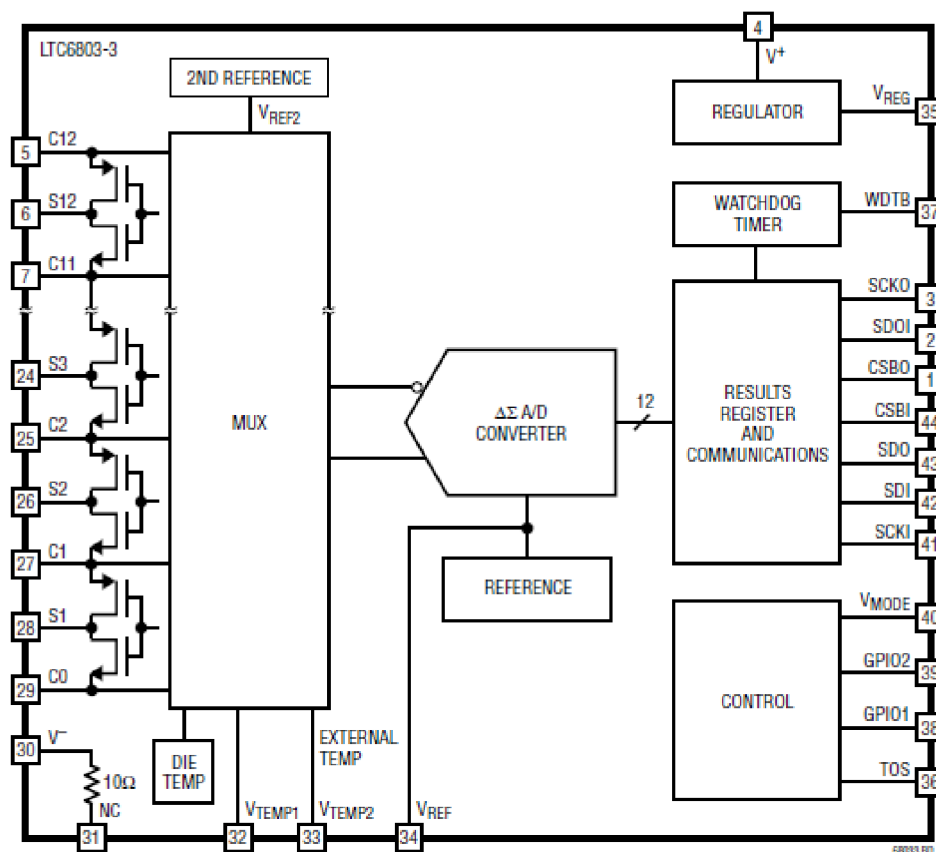 LTC6803-3
4
V+
2ND REFERENCE
VREF2
REGULATOR
VREG
35
5
C12
6
S12
7
C11
WATCHDOG
TIMER
WDTB
37
24
S3
25
C2
26
S2
27
C1
28
S1
29
C0
MUX
ΔΣ A/D
CONVERTER
12
REFERENCE
RESULTS
REGISTER
AND
COMMUNICATIONS
SCKO
3
SDOI
2
CSBO
1
CSBI
44
SDO
43
SDI
42
SCKI
41
CONTROL
VMODE
40
GPIO2
39
GPIO1
38
TOS
36
30
V−
10Ω
NC
31
DIE
TEMP
EXTERNAL
TEMP
VTEMP1
32
VTEMP2
33
VREF
34